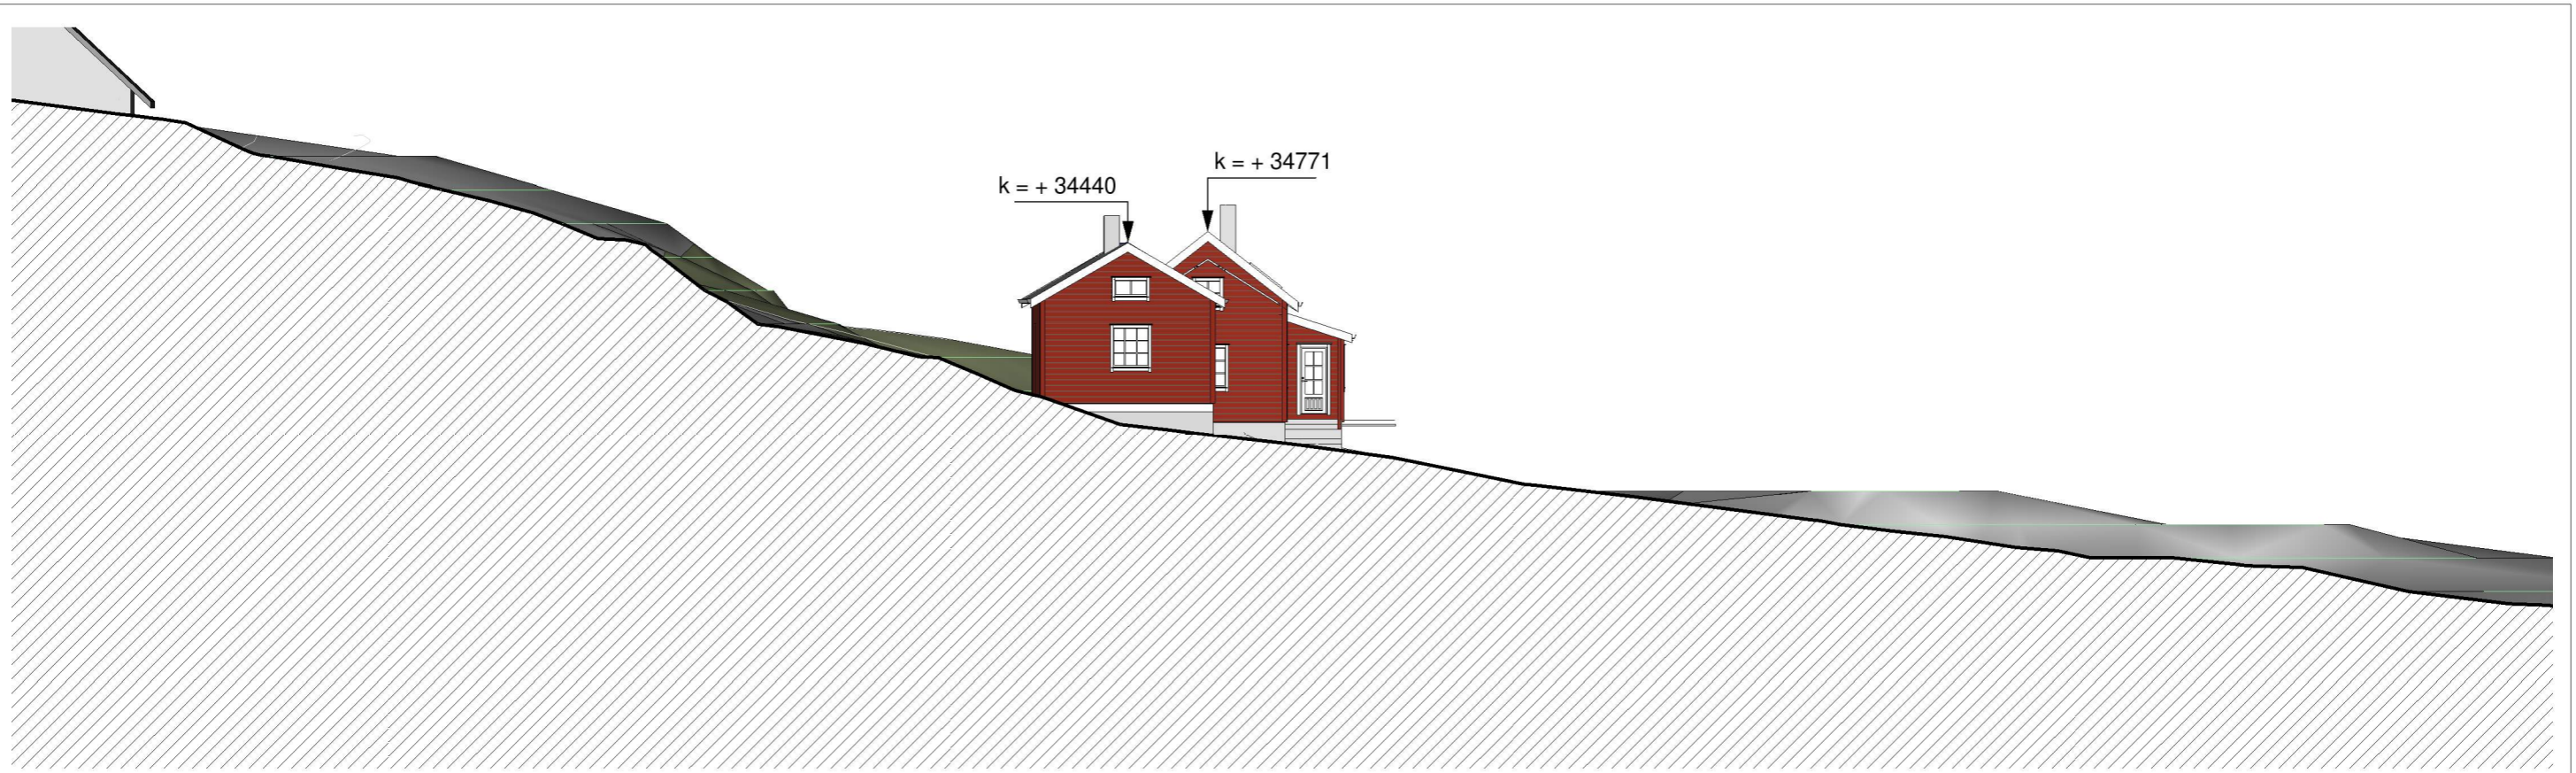 k = + 34771
k = + 34440